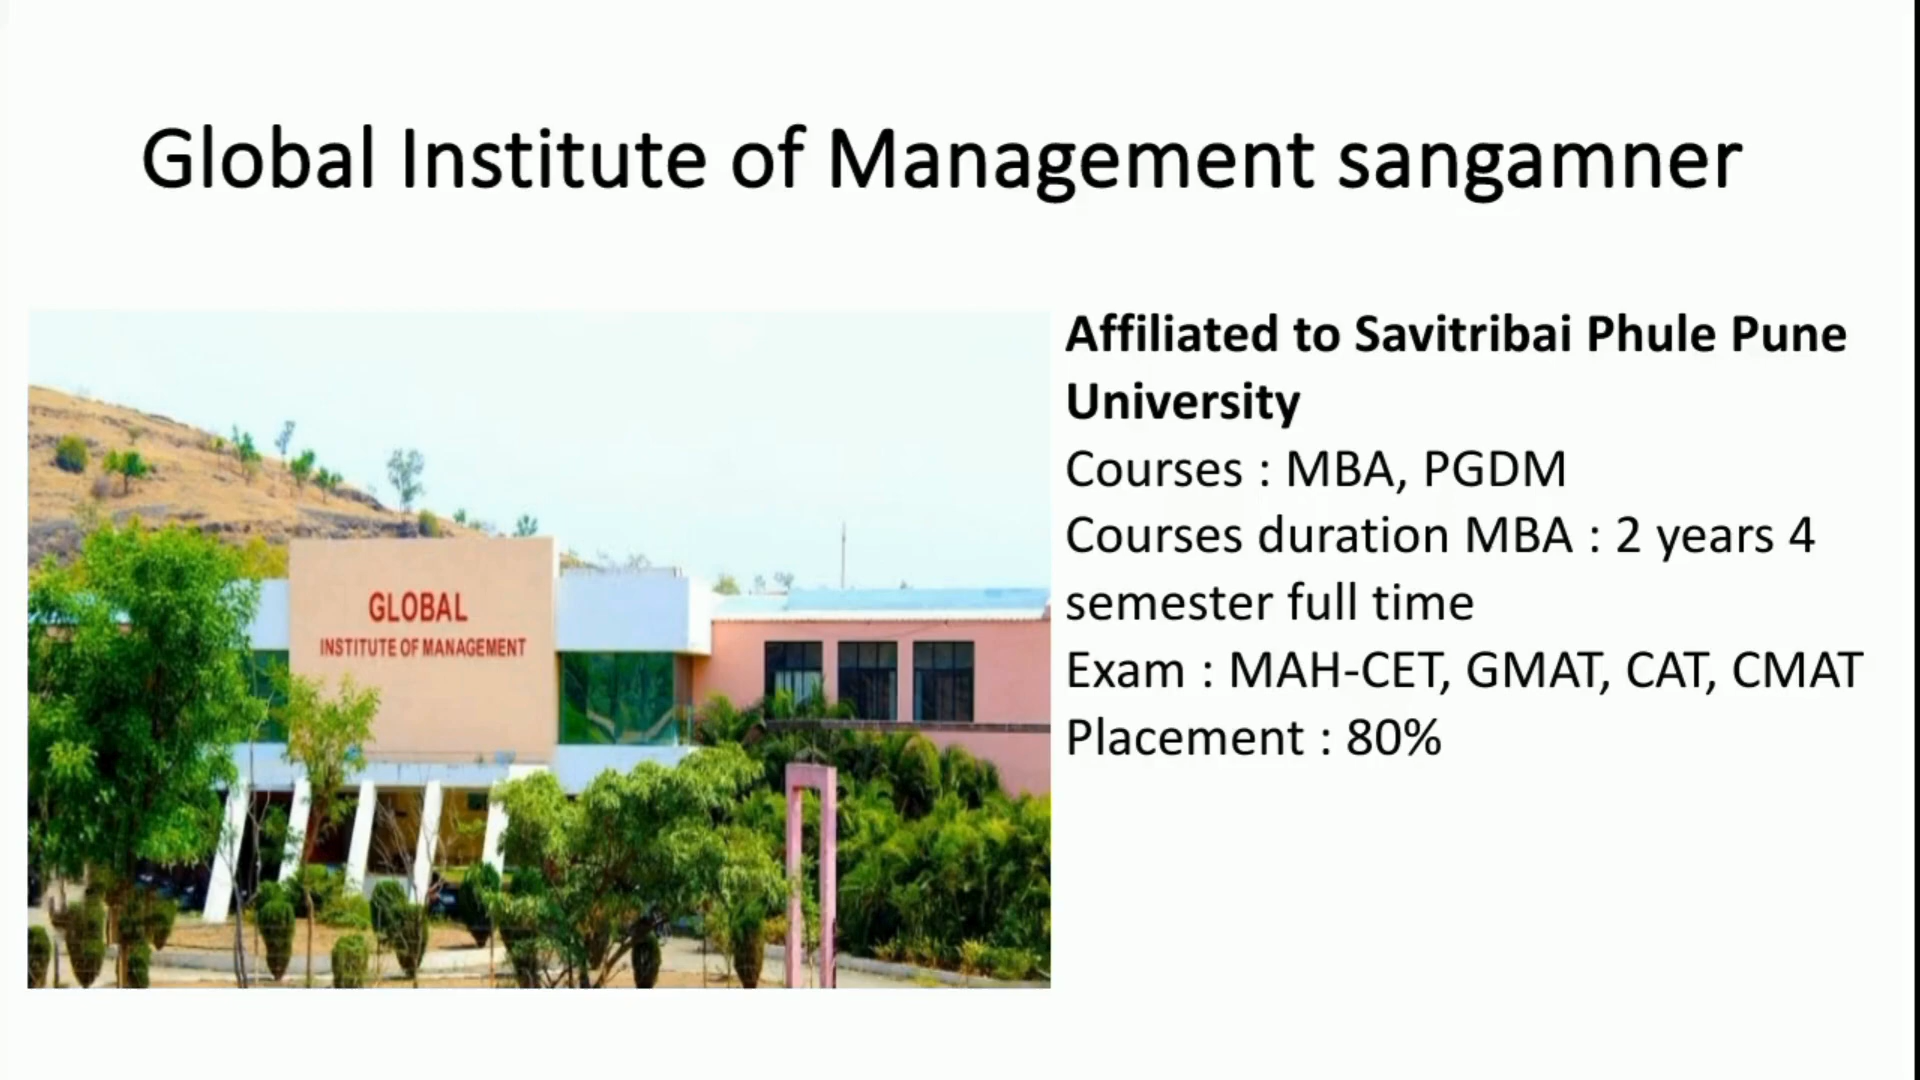 Global Institute of Management sangamner
GLOBAL
INSTITUTE OF MANAGEMENT
Affiliated to Savitribai Phule Pune
University
Courses : MBA, PGDM
Courses duration MBA : 2 years 4
semester full time
Exam : MAH-CET, GMAT, CAT, CMAT
Placement : 80%